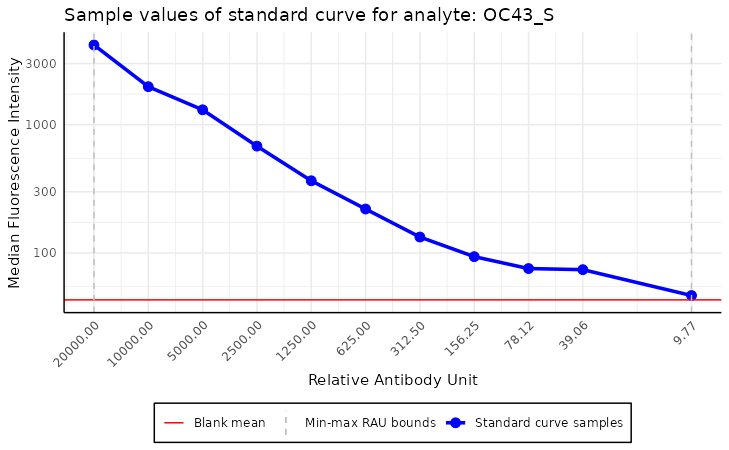 Sample values of standard curve for analyte: OC43_S
Median Fluorescence Intensity
3000
1000
300
100
20000.00
10000.00
5000.00
2500.00
1250.00
625.00
312.50
156.25
78.12
39.06
9.77
Relative Antibody Unit
Blank mean
Min-max RAU bounds
Standard curve samples